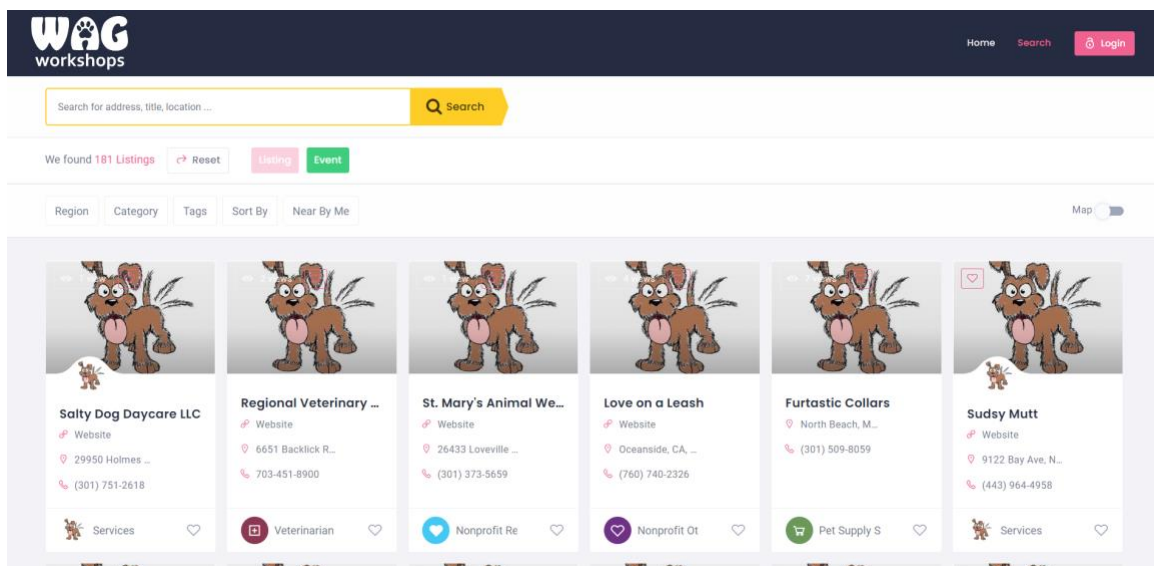 WAG
workshops
Home Search Login
Search for address, title, location ...
Search
We found 181 Listings Reset Listing Event
Region Category Tags Sort By Near By Me Map
Salty Dog Daycare LLC
Website
29950 Holmes ...
(301) 751-2618
Services
Regional Veterinary ...
Website
6651 Backlick R...
703-451-8900
Veterinarian
St. Mary's Animal We...
Website
26433 Loveville ...
(301) 373-5659
Nonprofit Re
Love on a Leash
Website
Oceanside, CA, ...
(760) 740-2326
Nonprofit Ot
Furtastic Collars
North Beach, M...
(301) 509-8059
Pet Supply S
Sudsy Mutt
Website
9122 Bay Ave, N...
(443) 964-4958
Services